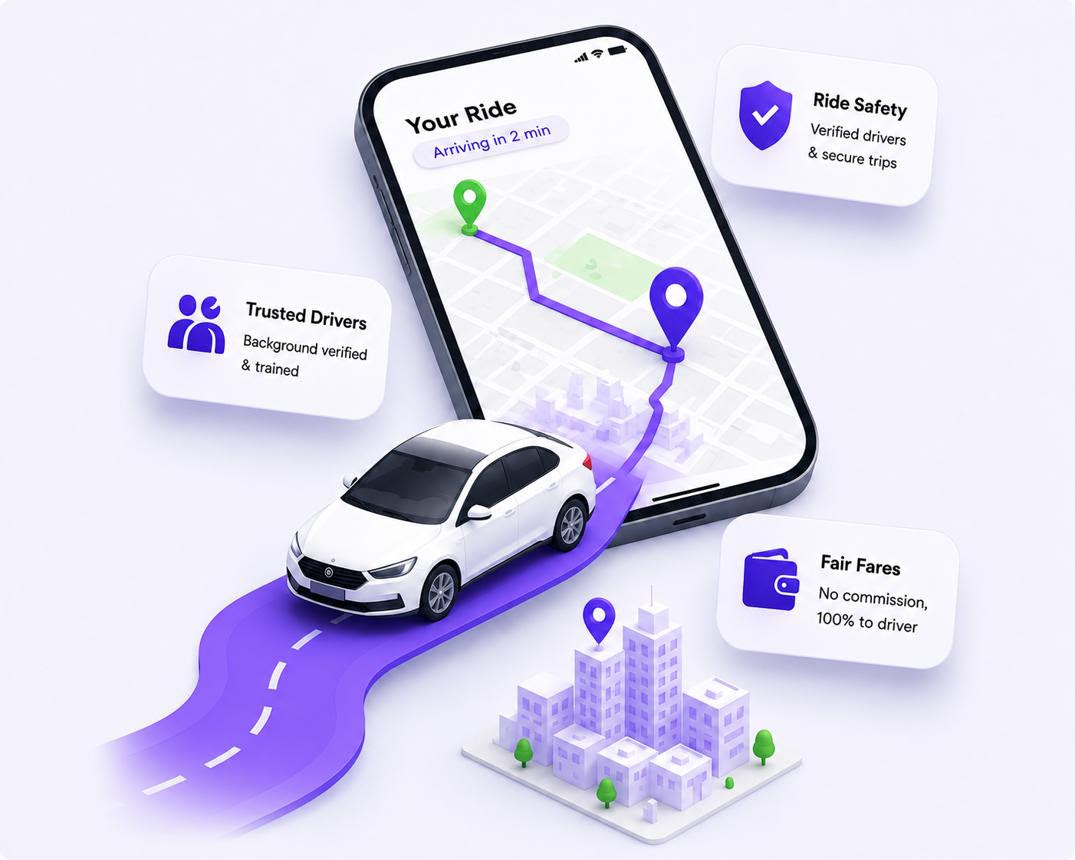 Your Ride
Arriving in 2 min
Ride Safety
Verified drivers
& secure trips
Trusted Drivers
Background verified
& trained
Fair Fares
No commission,
100% to driver